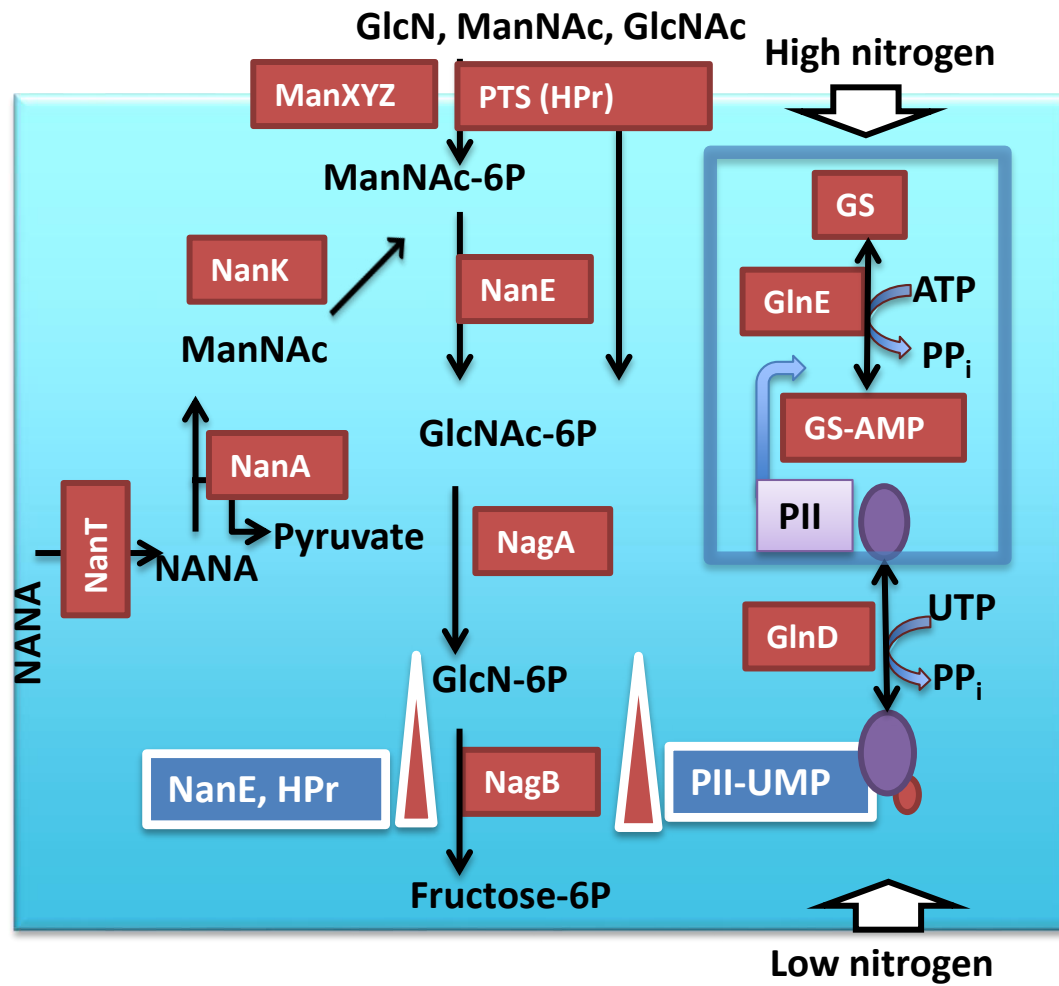 GlcN, ManNAc, GlcNAc
High nitrogen
ManXYZ
PTS (HPr)
ManNAc-6P
GS
NanK
NanE
GlnE
ATP
ManNAc
PPi
GlcNAc-6P
GS-AMP
NanA
PII
NanT
Pyruvate
NagA
NANA
NANA
UTP
GlnD
GlcN-6P
PPi
NanE, HPr
NagB
PII-UMP
Fructose-6P
Low nitrogen